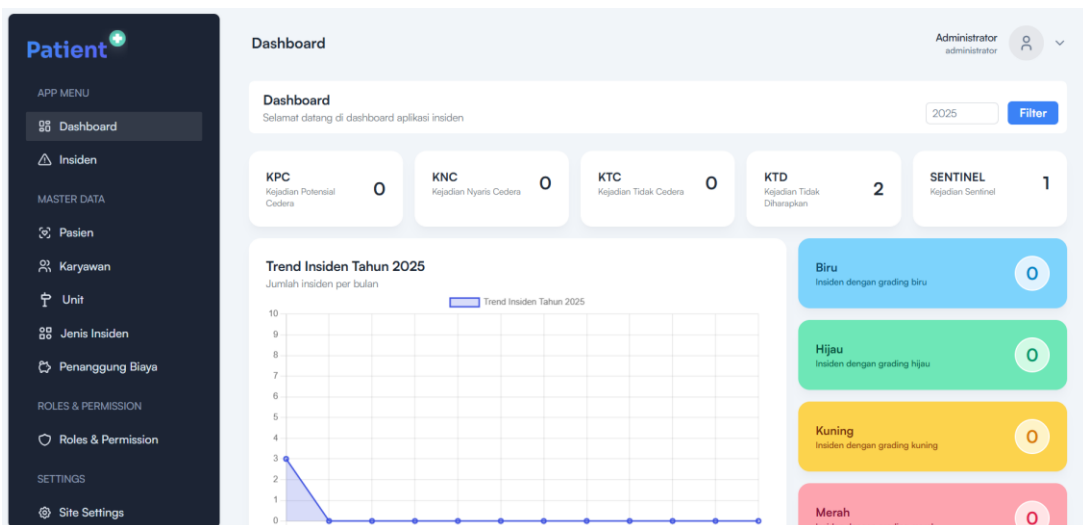 Patient
APP MENU
Dashboard
Insiden
MASTER DATA
Pasien
Karyawan
Unit
Jenis Insiden
Penanggung Biaya
ROLES & PERMISSION
Roles & Permission
SETTINGS
Site Settings
Dashboard
Administrator
administrator
Dashboard
Selamat datang di dashboard aplikasi insiden
2025
Filter
KPC
Kejadian Potensial
Cedera
0
KNC
Kejadian Nyaris Cedera
0
KTC
Kejadian Tidak Cedera
0
KTD
Kejadian Tidak
Diharapkan
2
SENTINEL
Kejadian Sentinel
1
Trend Insiden Tahun 2025
Jumlah insiden per bulan
Trend Insiden Tahun 2025
10
9
8
7
6
5
4
3
2
1
0
Biru
Insiden dengan grading biru
0
Hijau
Insiden dengan grading hijau
0
Kuning
Insiden dengan grading kuning
0
Merah
0